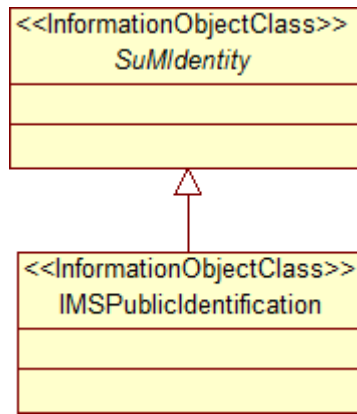 <<InformationObjectClass>>
SuMIdentity
<<InformationObjectClass>>
IMSPublicIdentification